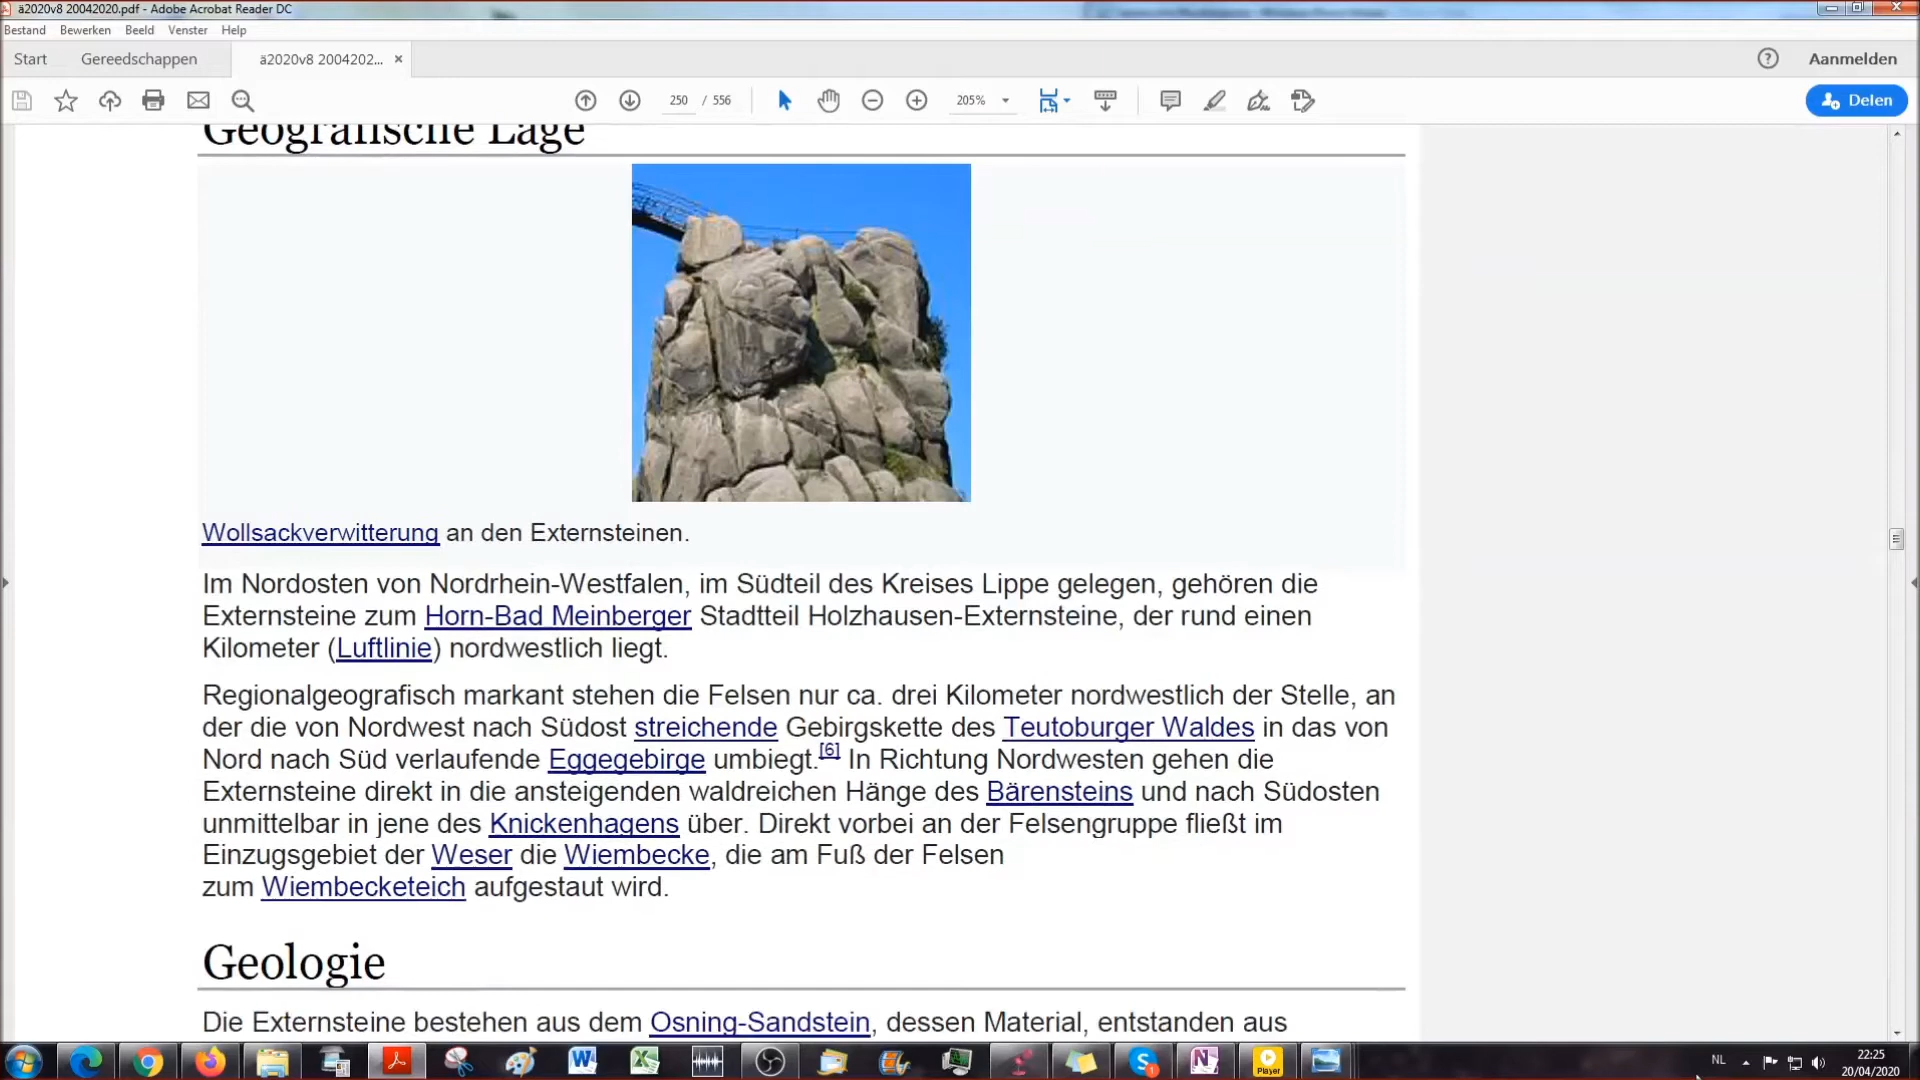 ä2020v8 20042020.pdf - Adobe Acrobat Reader DC
Bestand Bewerken Beeld Venster Help
Start Gereedschappen ä2020v8 2004202... × Aanmelden
250 / 556 205% Delen
Geografische Lage
Wollsackverwitterung an den Externsteinen.
Im Nordosten von Nordrhein-Westfalen, im Südteil des Kreises Lippe gelegen, gehören die
Externsteine zum Horn-Bad Meinberger Stadtteil Holzhausen-Externsteine, der rund einen
Kilometer (Luftlinie) nordwestlich liegt.
Regionalgeografisch markant stehen die Felsen nur ca. drei Kilometer nordwestlich der Stelle, an
der die von Nordwest nach Südost streichende Gebirgskette des Teutoburger Waldes in das von
Nord nach Süd verlaufende Eggegebirge umbiegt.[6] In Richtung Nordwesten gehen die
Externsteine direkt in die ansteigenden waldreichen Hänge des Bärensteins und nach Südosten
unmittelbar in jene des Knickenhagens über. Direkt vorbei an der Felsengruppe fließt im
Einzugsgebiet der Weser die Wiembecke, die am Fuß der Felsen
zum Wiembecketeich aufgestaut wird.
Geologie
Die Externsteine bestehen aus dem Osning-Sandstein, dessen Material, entstanden aus
Player
NL 22:25
20/04/2020